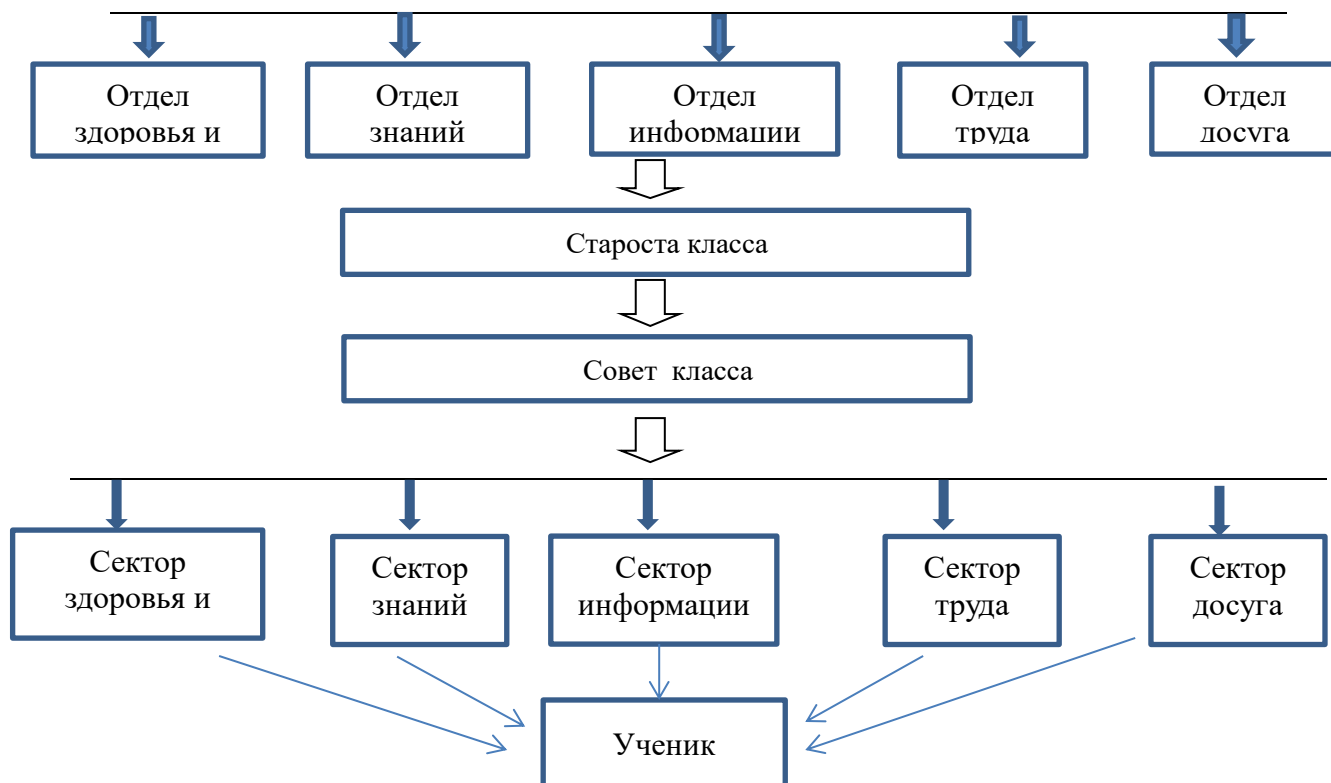 Отдел
здоровья и
Отдел
знаний
Отдел
информации
Отдел
труда
Отдел
досуга
Староста класса
Совет класса
Сектор
здоровья и
Сектор
знаний
Сектор
информации
Сектор
труда
Сектор
досуга
Ученик